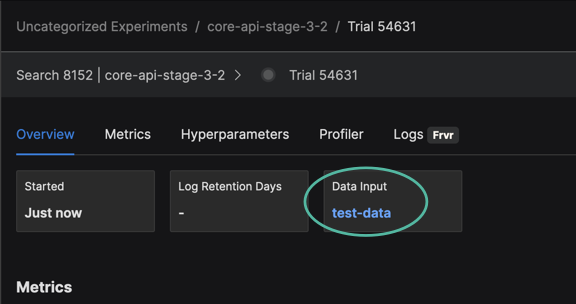 Uncategorized Experiments / core-api-stage-3-2 / Trial 54631
Search 8152 | core-api-stage-3-2 > Trial 54631
Overview Metrics Hyperparameters Profiler Logs Frvr
Started Log Retention Days Data Input
Just now - test-data
Metrics